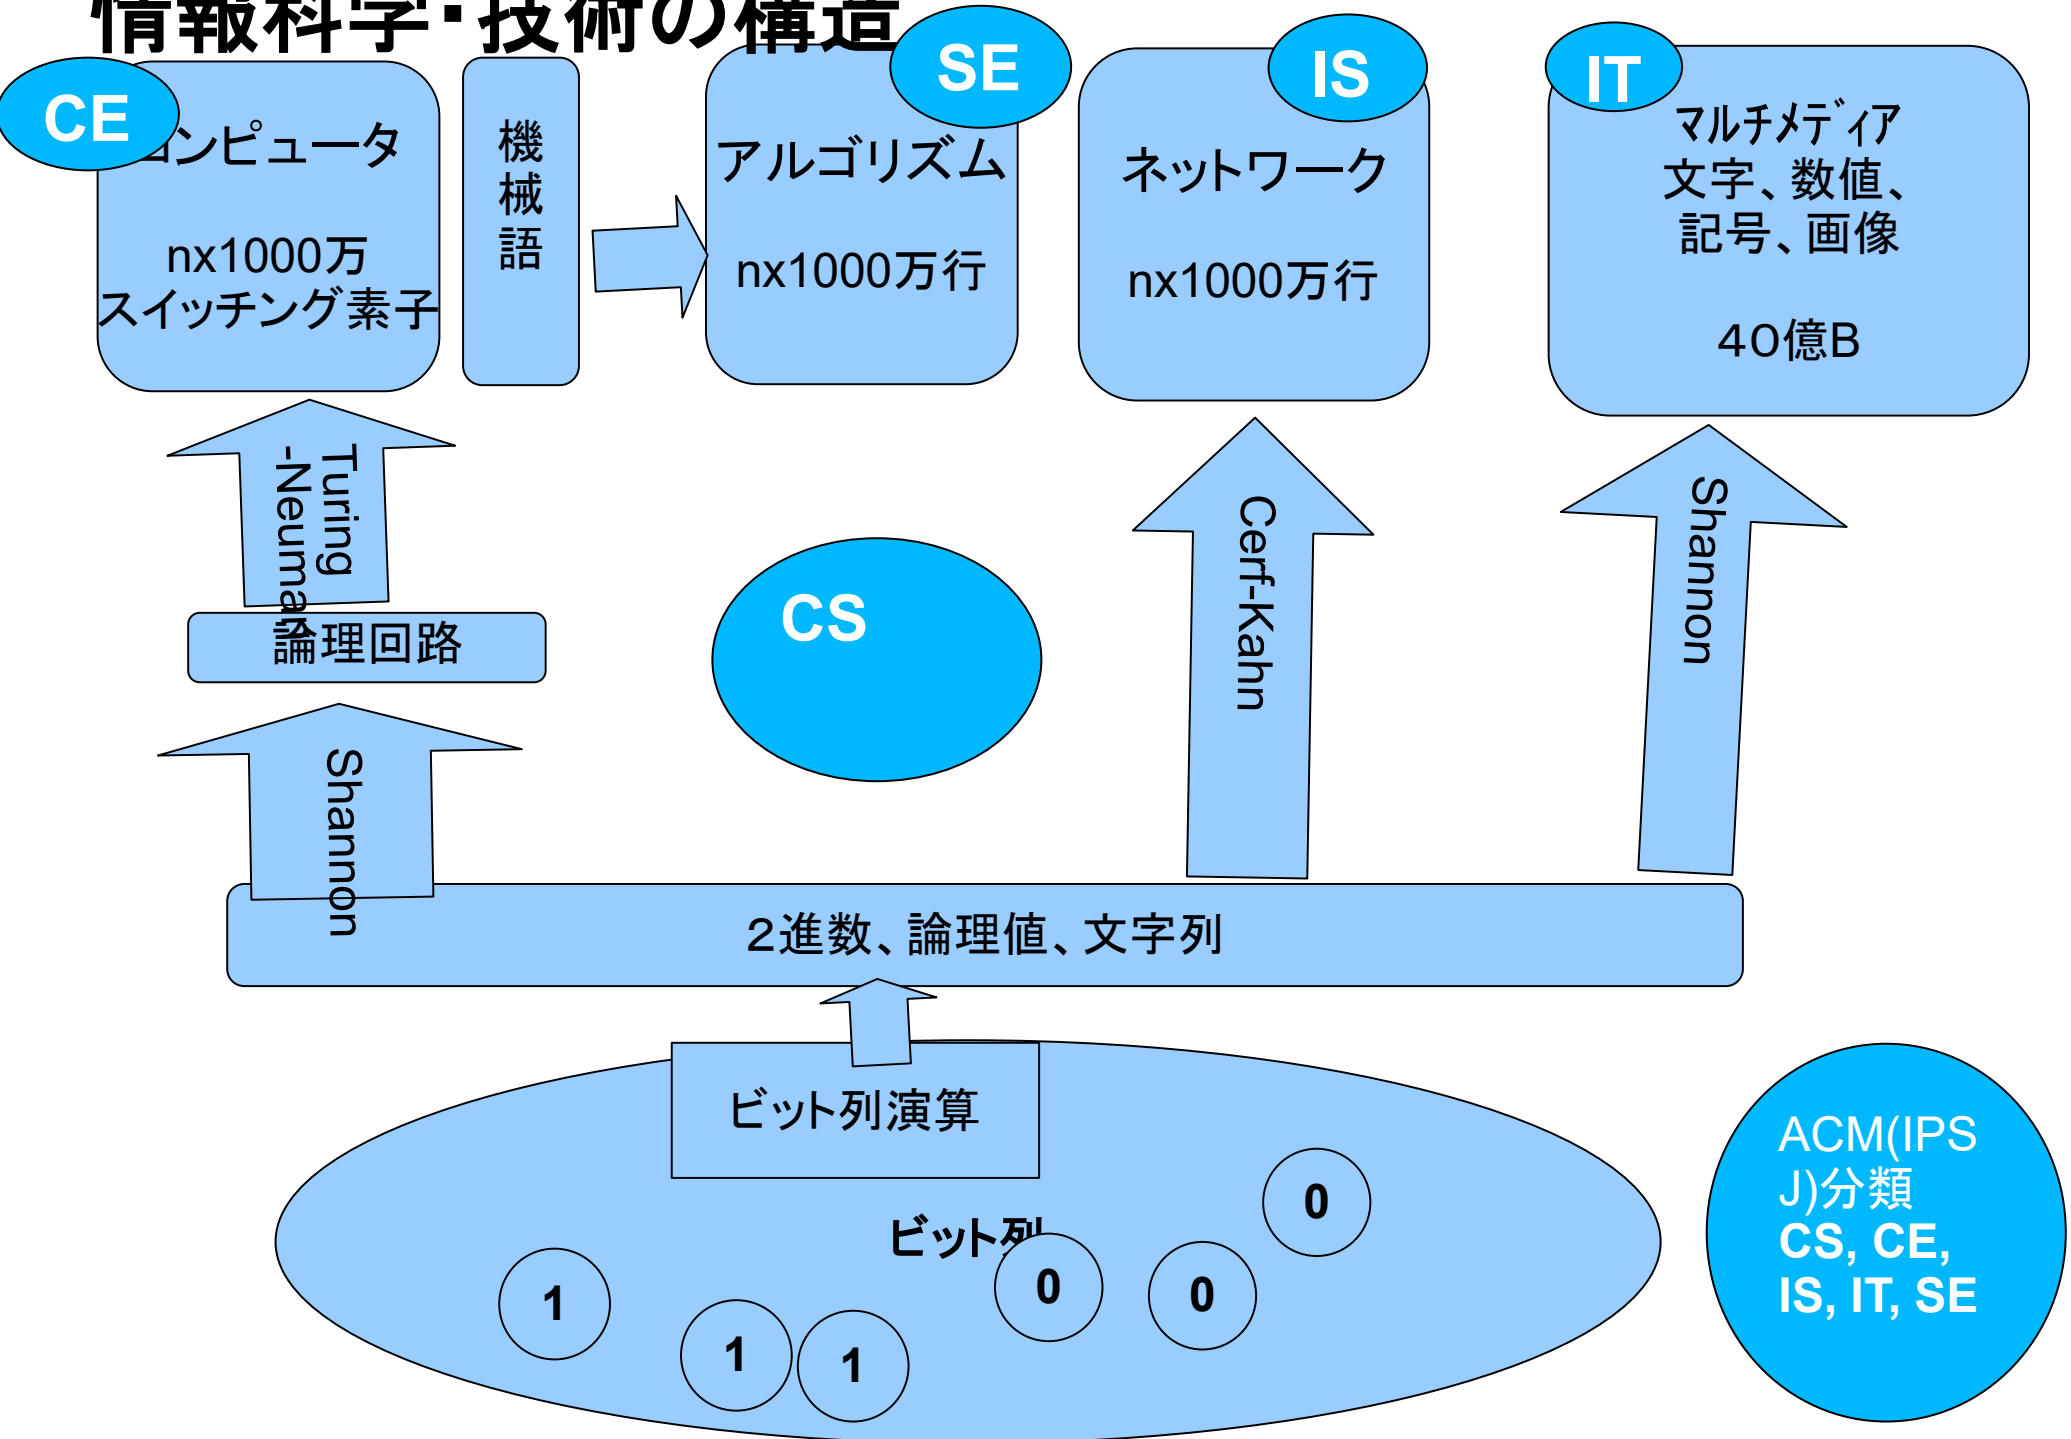 情報科学・技術の構造
CE
コンピュータ
nx1000万
スイッチング素子
機
械
語
SE
アルゴリズム
nx1000万行
IS
ネットワーク
nx1000万行
IT
マルチメディア
文字、数値、
記号、画像
40億B
Turing
-Neuman
論理回路
Shannon
CS
Cerf-Kahn
Shannon
2進数、論理値、文字列
ビット列演算
ビット列
0
0
0
1
1
1
ACM(IPS
J)分類
CS, CE,
IS, IT, SE